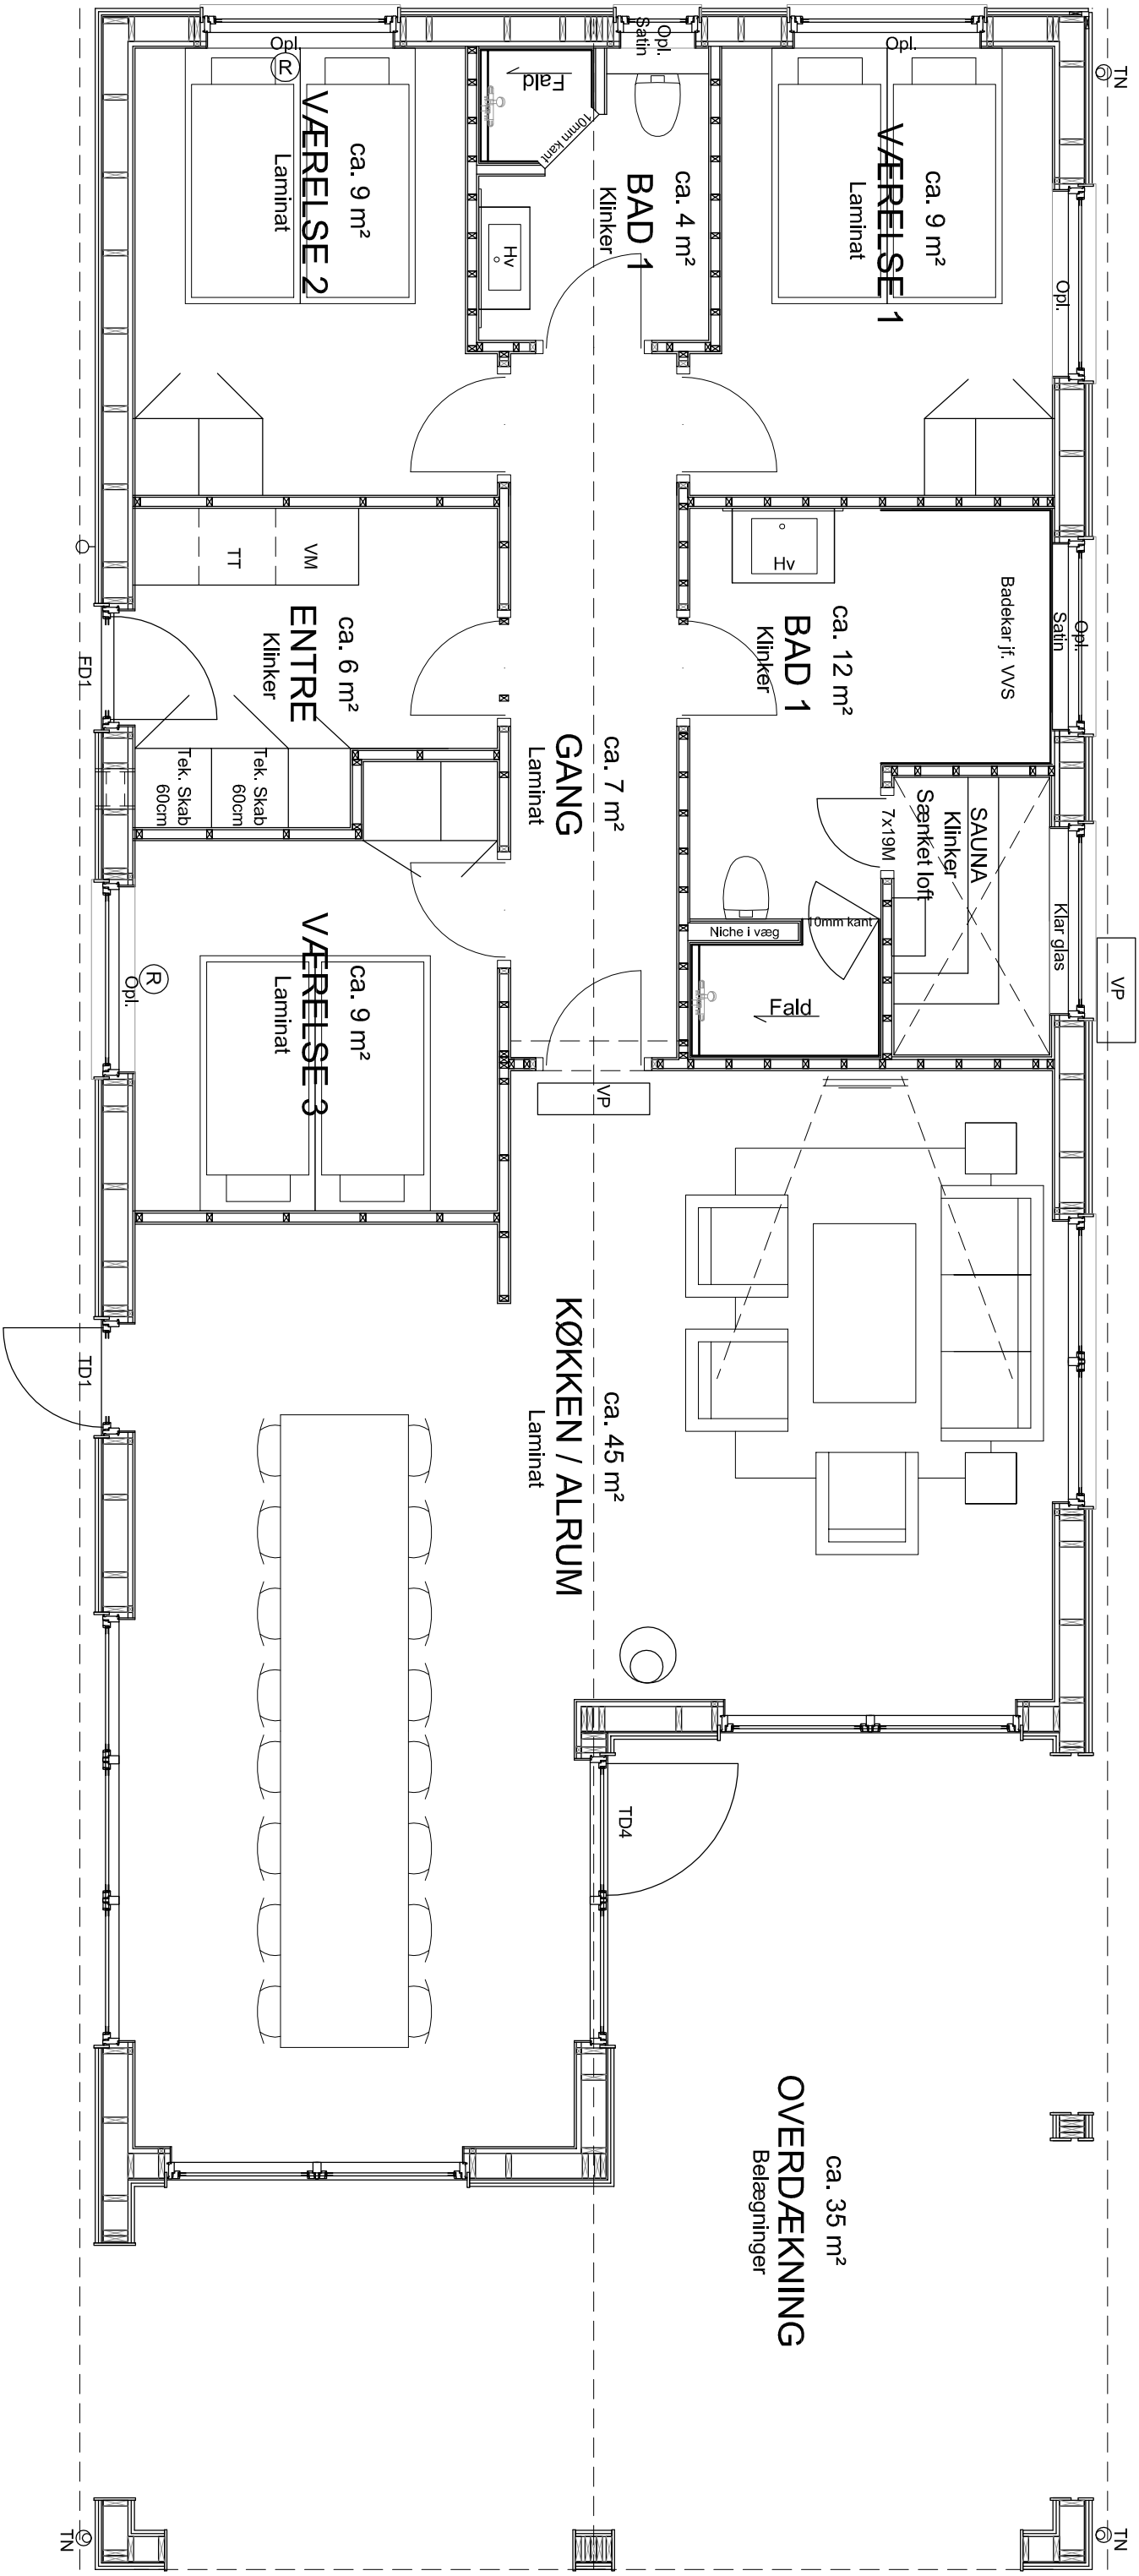 TN
Opl.
ca. 9 m²
VÆRELSE 1
Laminat
Opl.
Opl.
Satin
ca. 4 m²
BAD 1
Klinker
Fald
10mm kant
Hv
Opl.
R
ca. 9 m²
VÆRELSE 2
Laminat
Opl.
Satin
Badekar jf. VVS
Hv
ca. 12 m²
BAD 1
Klinker
VM
TT
ca. 6 m²
ENTRE
Klinker
FD1
Tek. Skab
60cm
Tek. Skab
60cm
ca. 7 m²
GANG
Laminat
SAUNA
Klinker
Sænket loft
7x19M
Klar glas
VP
10mm kant
Niche i væg
Fald
VP
ca. 9 m²
VÆRELSE 3
Laminat
R
Opl.
TD1
ca. 45 m²
KØKKEN / ALRUM
Laminat
TD4
ca. 35 m²
OVERDÆKNING
Belægninger
TN
TN